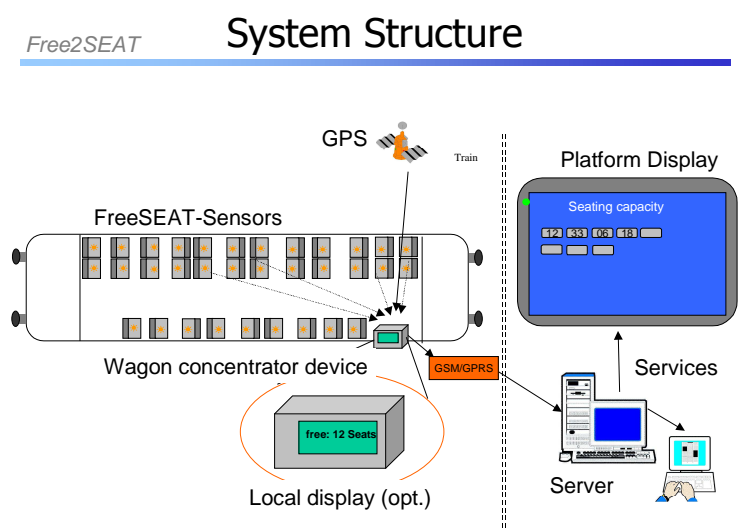 Free2SEAT
System Structure
GPS
Train
Platform Display
Seating capacity
12 33 06 18
FreeSEAT-Sensors
Wagon concentrator device
GSM/GPRS
Services
free: 12 Seats
Local display (opt.)
Server